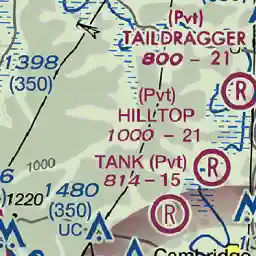 (Pvt)
TAILDRAGGER
800 - 21
1398
(350)
(Pvt)
HILLTOP
1000 - 21
R
1000
TANK (Pvt)
814-15
R
6
1220
1480
(350)
UC
R
Cambridge